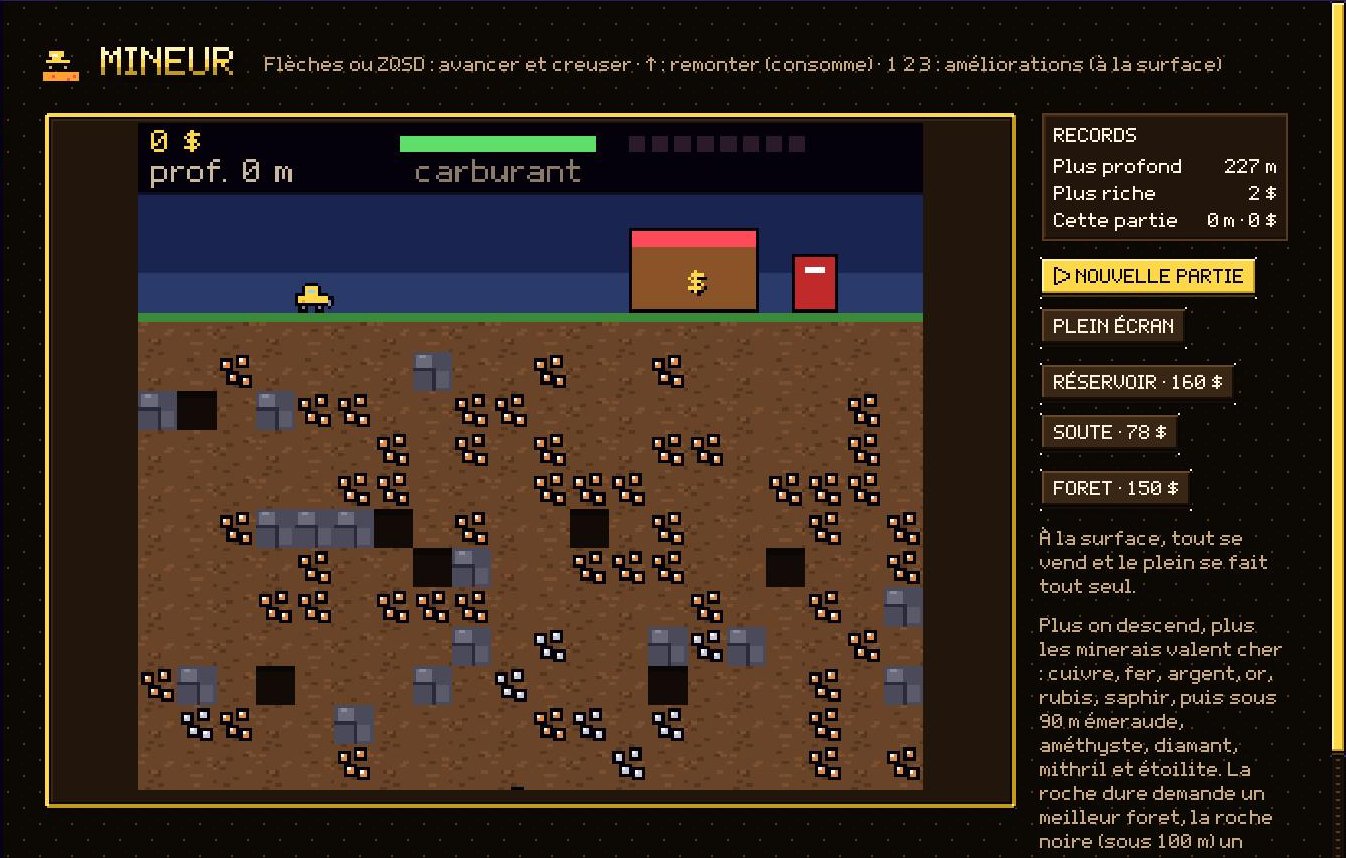 MINEUR
Flèches ou ZQSD : avancer et creuser · ↑ : remonter (consomme) · 1 2 3 : améliorations (à la surface)
0 $
prof. 0 m
carburant
$
RECORDS
Plus profond 227 m
Plus riche 2 $
Cette partie 0 m · 0 $
▷ NOUVELLE PARTIE
PLEIN ÉCRAN
RÉSERVOIR · 160 $
SOUTE · 78 $
FORET · 150 $
À la surface, tout se
vend et le plein se fait
tout seul.
Plus on descend, plus
les minerais valent cher
: cuivre, fer, argent, or,
rubis, saphir, puis sous
90 m émeraude,
améthyste, diamant,
mithril et étoilite. La
roche dure demande un
meilleur foret, la roche
noire (sous 100 m) un